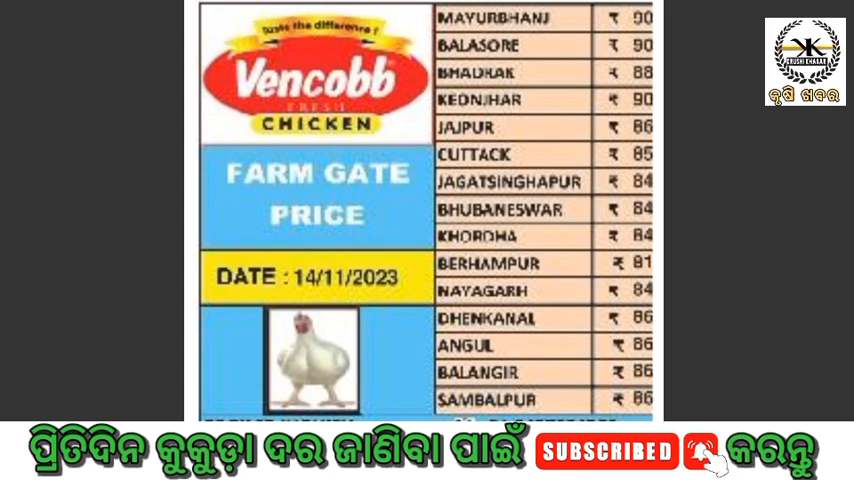 Taste the difference!
Vencobb
FRESH
CHICKEN
FARM GATE
PRICE
DATE : 14/11/2023
MAYURBHANJ ₹ 90
BALASORE ₹ 90
BHADRAK ₹ 88
KEONJHAR ₹ 90
JAJPUR ₹ 86
CUTTACK ₹ 85
JAGATSINGHAPUR ₹ 84
BHUBANESWAR ₹ 84
KHORDHA ₹ 84
BERHAMPUR ₹ 81
NAYAGARH ₹ 84
DHENKANAL ₹ 86
ANGUL ₹ 86
BALANGIR ₹ 86
SAMBALPUR ₹ 86
KK
KRUSHI KHABAR
କୃଷି ଖବର
ପ୍ରିତିଦିନ କୁକୁଡ଼ା ଦର ଜାଣିବା ପାଇଁ SUBSCRIBED କରନ୍ତୁ